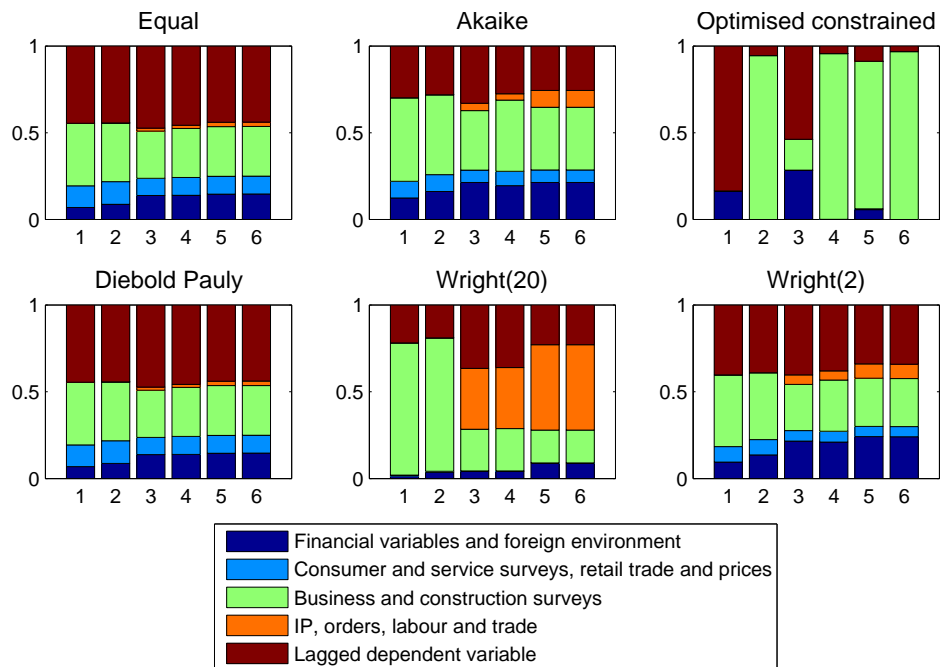 Equal
Akaike
Optimised constrained
1
0.5
0
1 2 3 4 5 6
1
0.5
0
1 2 3 4 5 6
1
0.5
0
1 2 3 4 5 6
Diebold Pauly
Wright(20)
Wright(2)
1
0.5
0
1 2 3 4 5 6
1
0.5
0
1 2 3 4 5 6
1
0.5
0
1 2 3 4 5 6
Financial variables and foreign environment
Consumer and service surveys, retail trade and prices
Business and construction surveys
IP, orders, labour and trade
Lagged dependent variable